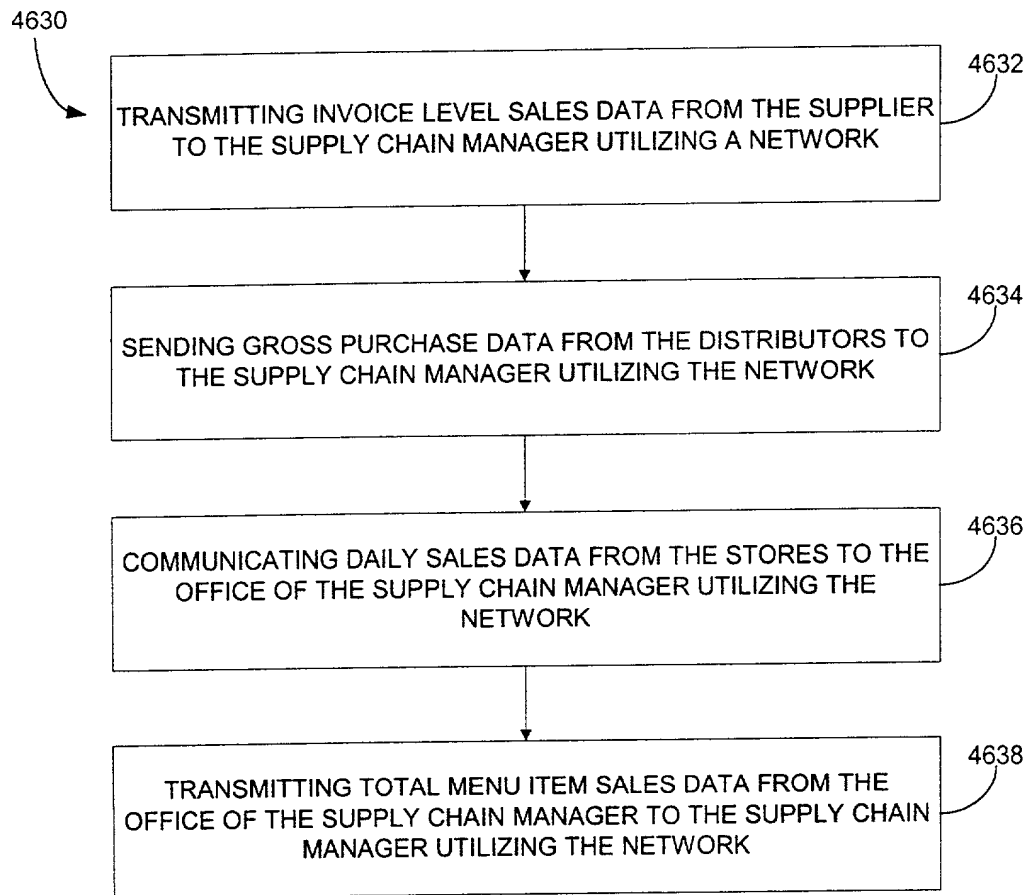 4630
4632
TRANSMITTING INVOICE LEVEL SALES DATA FROM THE SUPPLIER
TO THE SUPPLY CHAIN MANAGER UTILIZING A NETWORK
4634
SENDING GROSS PURCHASE DATA FROM THE DISTRIBUTORS TO
THE SUPPLY CHAIN MANAGER UTILIZING THE NETWORK
4636
COMMUNICATING DAILY SALES DATA FROM THE STORES TO THE
OFFICE OF THE SUPPLY CHAIN MANAGER UTILIZING THE
NETWORK
4638
TRANSMITTING TOTAL MENU ITEM SALES DATA FROM THE
OFFICE OF THE SUPPLY CHAIN MANAGER TO THE SUPPLY CHAIN
MANAGER UTILIZING THE NETWORK